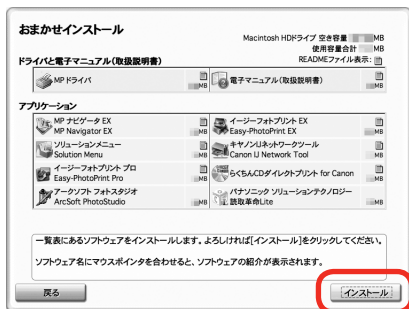 おまかせインストール
Macintosh HDドライブ 空き容量 MB
使用容量合計 MB
ドライバと電子マニュアル(取扱説明書)
READMEファイル表示:
MP ドライバ
MB
電子マニュアル(取扱説明書)
MB
アプリケーション
MP ナビゲータ EX
MP Navigator EX
MB
イージーフォトプリント EX
Easy-PhotoPrint EX
MB
ソリューションメニュー
Solution Menu
MB
キヤノンIJネットワークツール
Canon IJ Network Tool
MB
イージーフォトプリント プロ
Easy-PhotoPrint Pro
MB
らくちんCDダイレクトプリント for Canon
MB
アークソフト フォトスタジオ
ArcSoft PhotoStudio
MB
パナソニック ソリューションテクノロジー
読取革命Lite
MB
一覧表にあるソフトウェアをインストールします。よろしければ[インストール]をクリックしてください。
ソフトウェア名にマウスポインタを合わせると、ソフトウェアの紹介が表示されます。
戻る
インストール